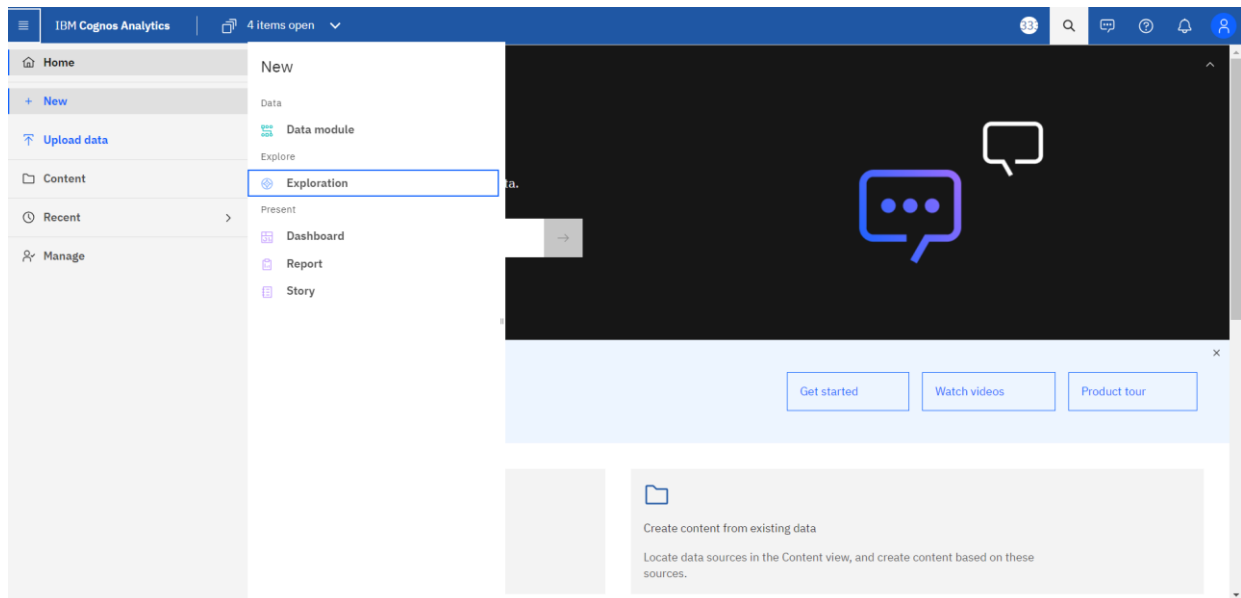 IBM Cognos Analytics
4 items open
Home
New
Upload data
Content
Recent
Manage
New
Data
Data module
Explore
Exploration
Present
Dashboard
Report
Story
ta.
Get started
Watch videos
Product tour
Create content from existing data
Locate data sources in the Content view, and create content based on these
sources.